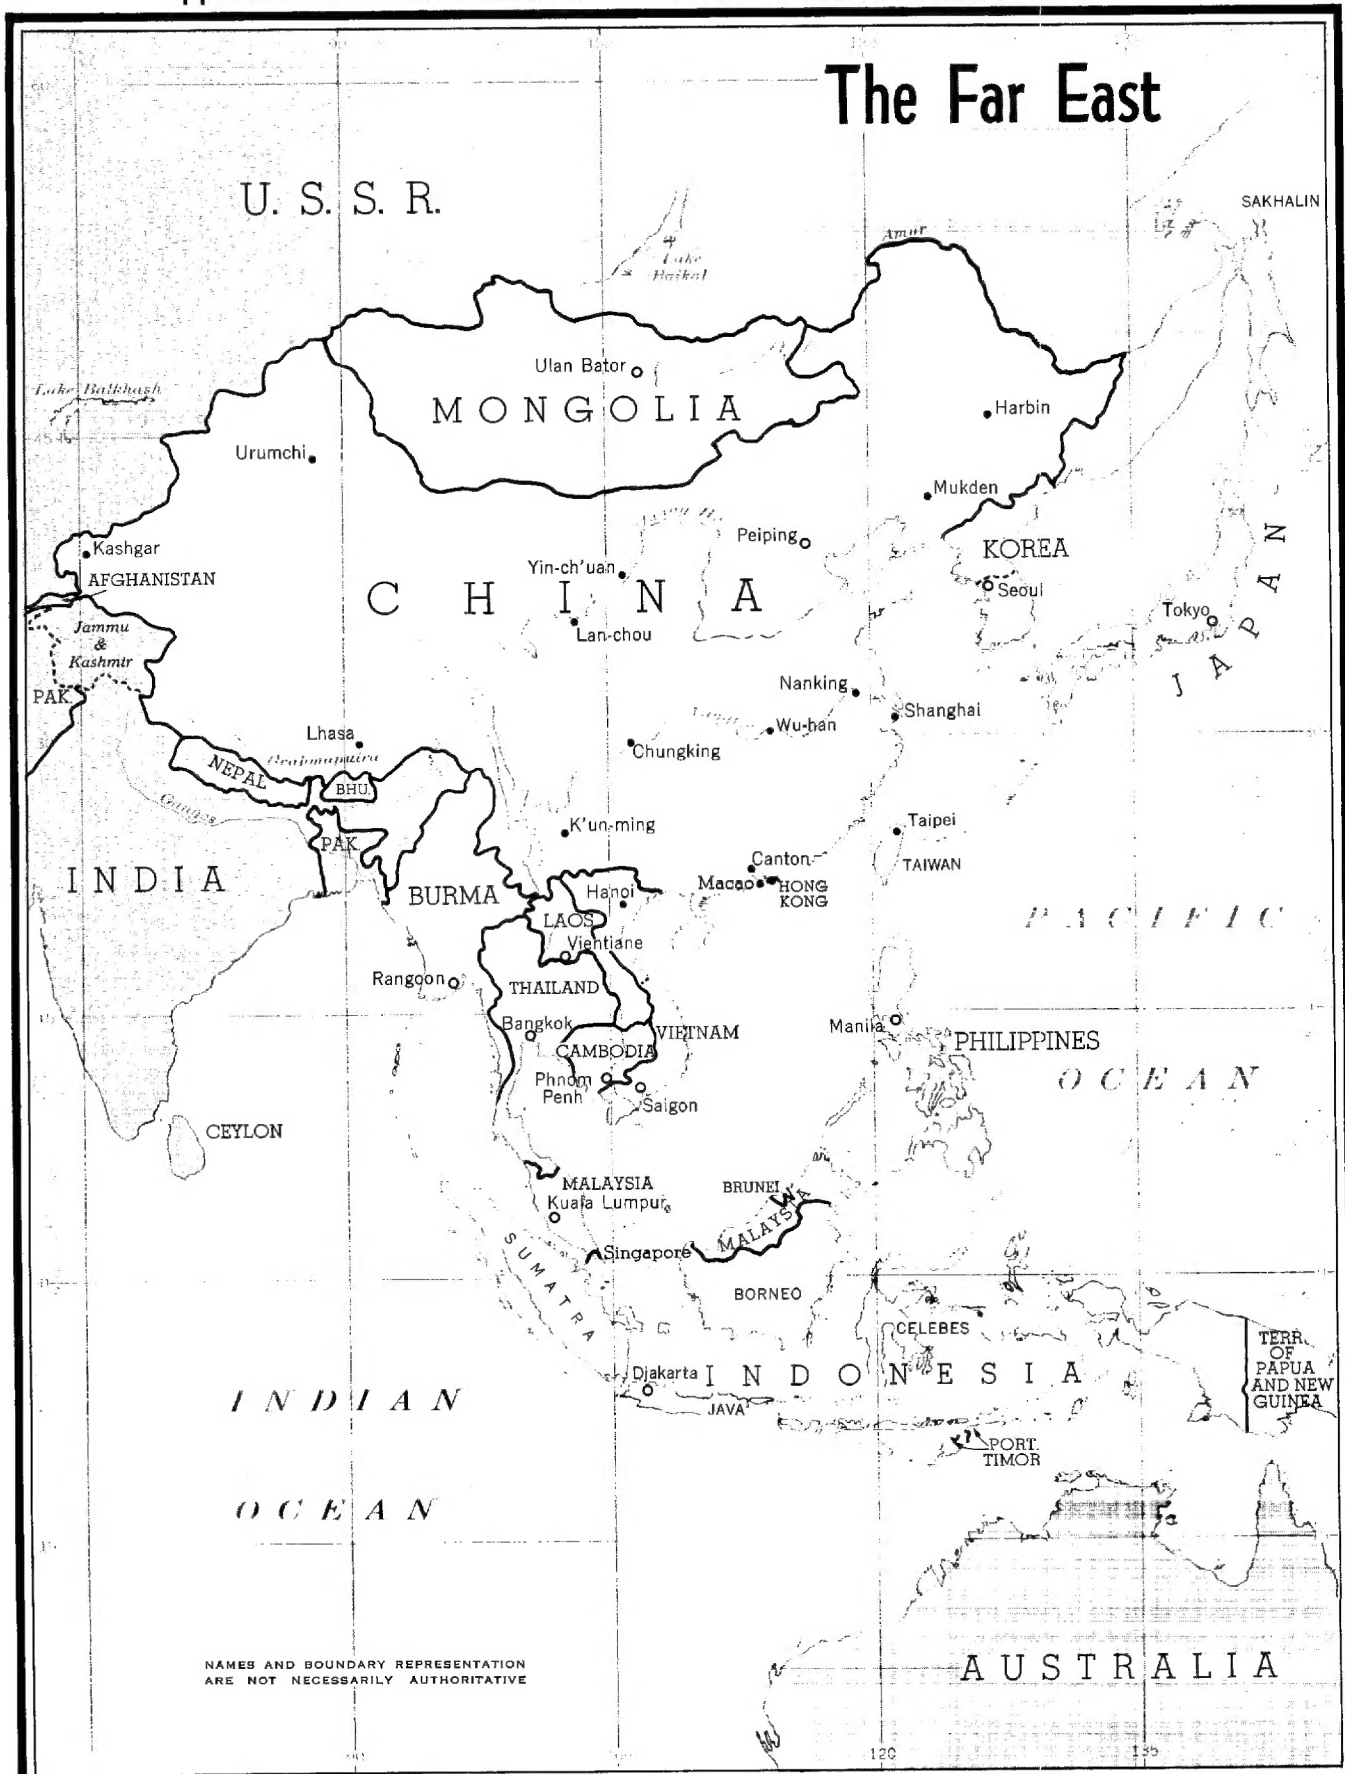 The Far East
U. S. S. R.
SAKHALIN
Amur
Lake
Baikal
Ulan Bator
MONGOLIA
Lake Balkhash
45
Harbin
Urumchi
Mukden
Peiping
KOREA
Kashgar
Yin-ch'uan
AFGHANISTAN
CHINA
Seoul
JAPAN
Tokyo
Jammu
&
Kashmir
Lan-chou
PAK.
Nanking
Shanghai
Wu-han
Lhasa
Chungking
Brahmaputra
NEPAL
BHU.
Ganges
K'un-ming
Taipei
PAK.
Canton
TAIWAN
INDIA
Macao
HONG
KONG
BURMA
Hanoi
LAOS
PACIFIC
Vientiane
Rangoon
THAILAND
Bangkok
VIETNAM
Manila
PHILIPPINES
CAMBODIA
OCEAN
Phnom
Penh
Saigon
CEYLON
MALAYSIA
Kuala Lumpur
BRUNEI
MALAYSIA
Singapore
SUMATRA
BORNEO
CELEBES
TERR.
OF
PAPUA
AND NEW
GUINEA
Djakarta
INDONESIA
JAVA
INDIAN
PORT.
TIMOR
OCEAN
NAMES AND BOUNDARY REPRESENTATION
ARE NOT NECESSARILY AUTHORITATIVE
AUSTRALIA
120
135